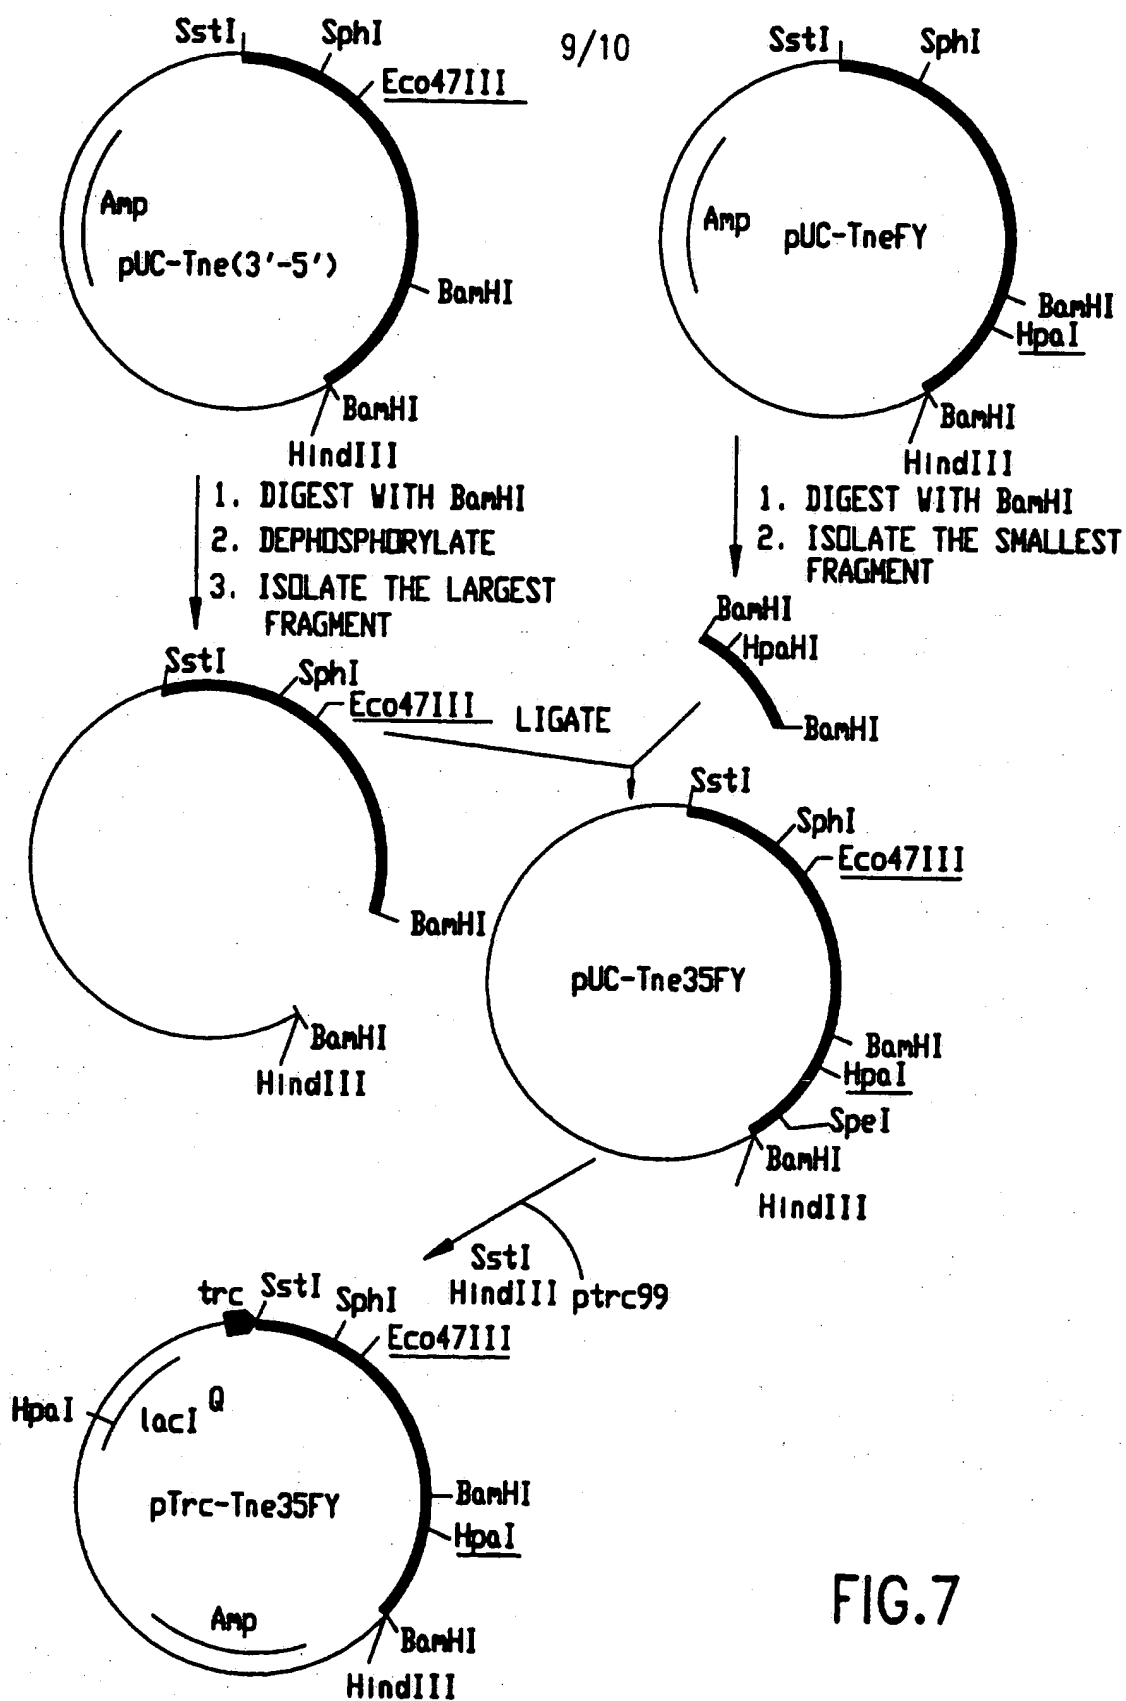 9/10
SstI
SphI
Eco47III
Amp
pUC-Tne(3'-5')
BamHI
BamHI
HindIII
SstI
SphI
Amp
pUC-TneFY
BamHI
HpaI
BamHI
HindIII
1. DIGEST WITH BamHI
2. DEPHOSPHORYLATE
3. ISOLATE THE LARGEST
FRAGMENT
1. DIGEST WITH BamHI
2. ISOLATE THE SMALLEST
FRAGMENT
BamHI
HpaHI
BamHI
SstI
SphI
Eco47III
LIGATE
BamHI
BamHI
HindIII
SstI
SphI
Eco47III
pUC-Tne35FY
BamHI
HpaI
SpeI
BamHI
HindIII
SstI
HindIII
ptrc99
trc
SstI
SphI
Eco47III
HpaI
lacI Q
pTrc-Tne35FY
BamHI
HpaI
Amp
BamHI
HindIII
FIG.7